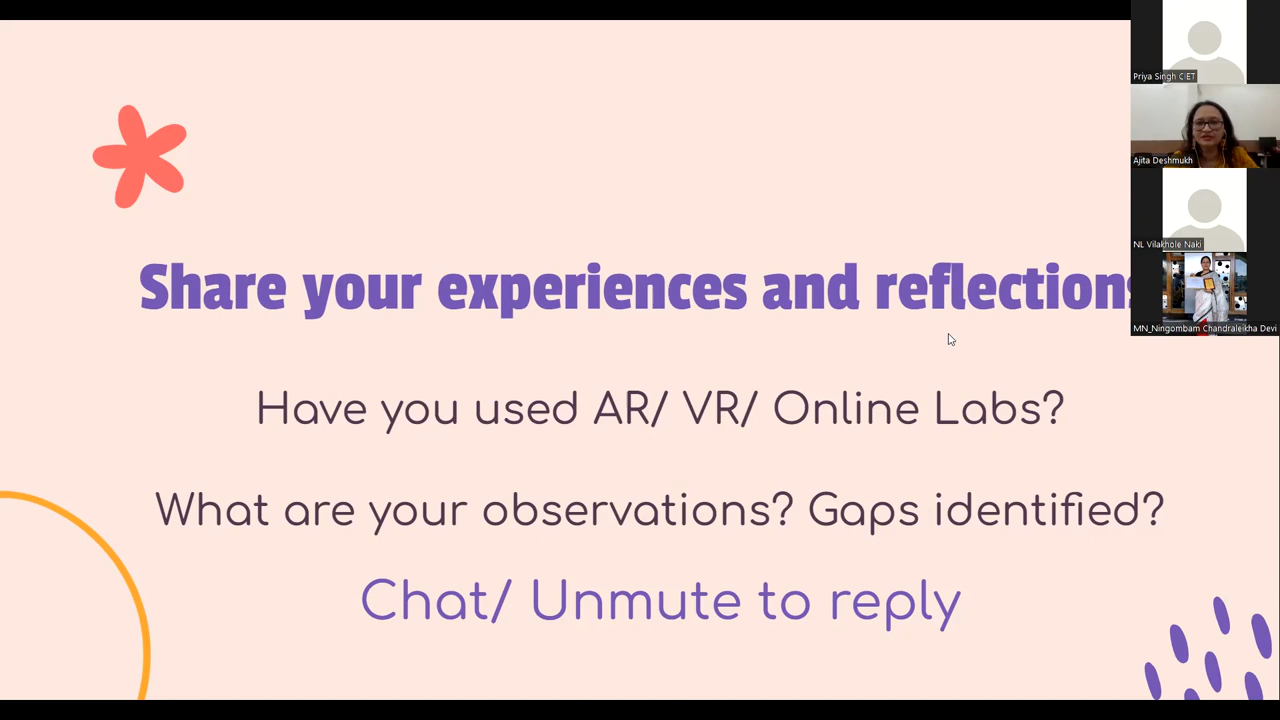 Share your experiences and reflections
Have you used AR/ VR/ Online Labs?
What are your observations? Gaps identified?
Chat/ Unmute to reply
Priya Singh CIET
Ajita Deshmukh
NL Vilakhole Naki
MN_Ningombam Chandraleikha Devi